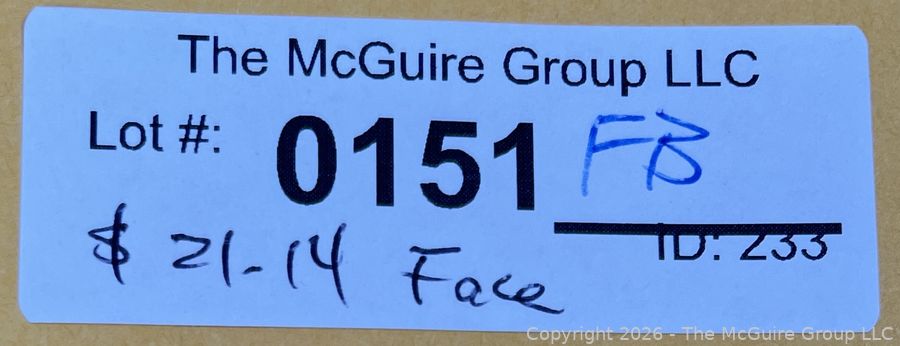 The McGuire Group LLC
Lot #: 0151 FB
ID: 233
$ 21-14 Face
Copyright 2026 - The McGuire Group LLC